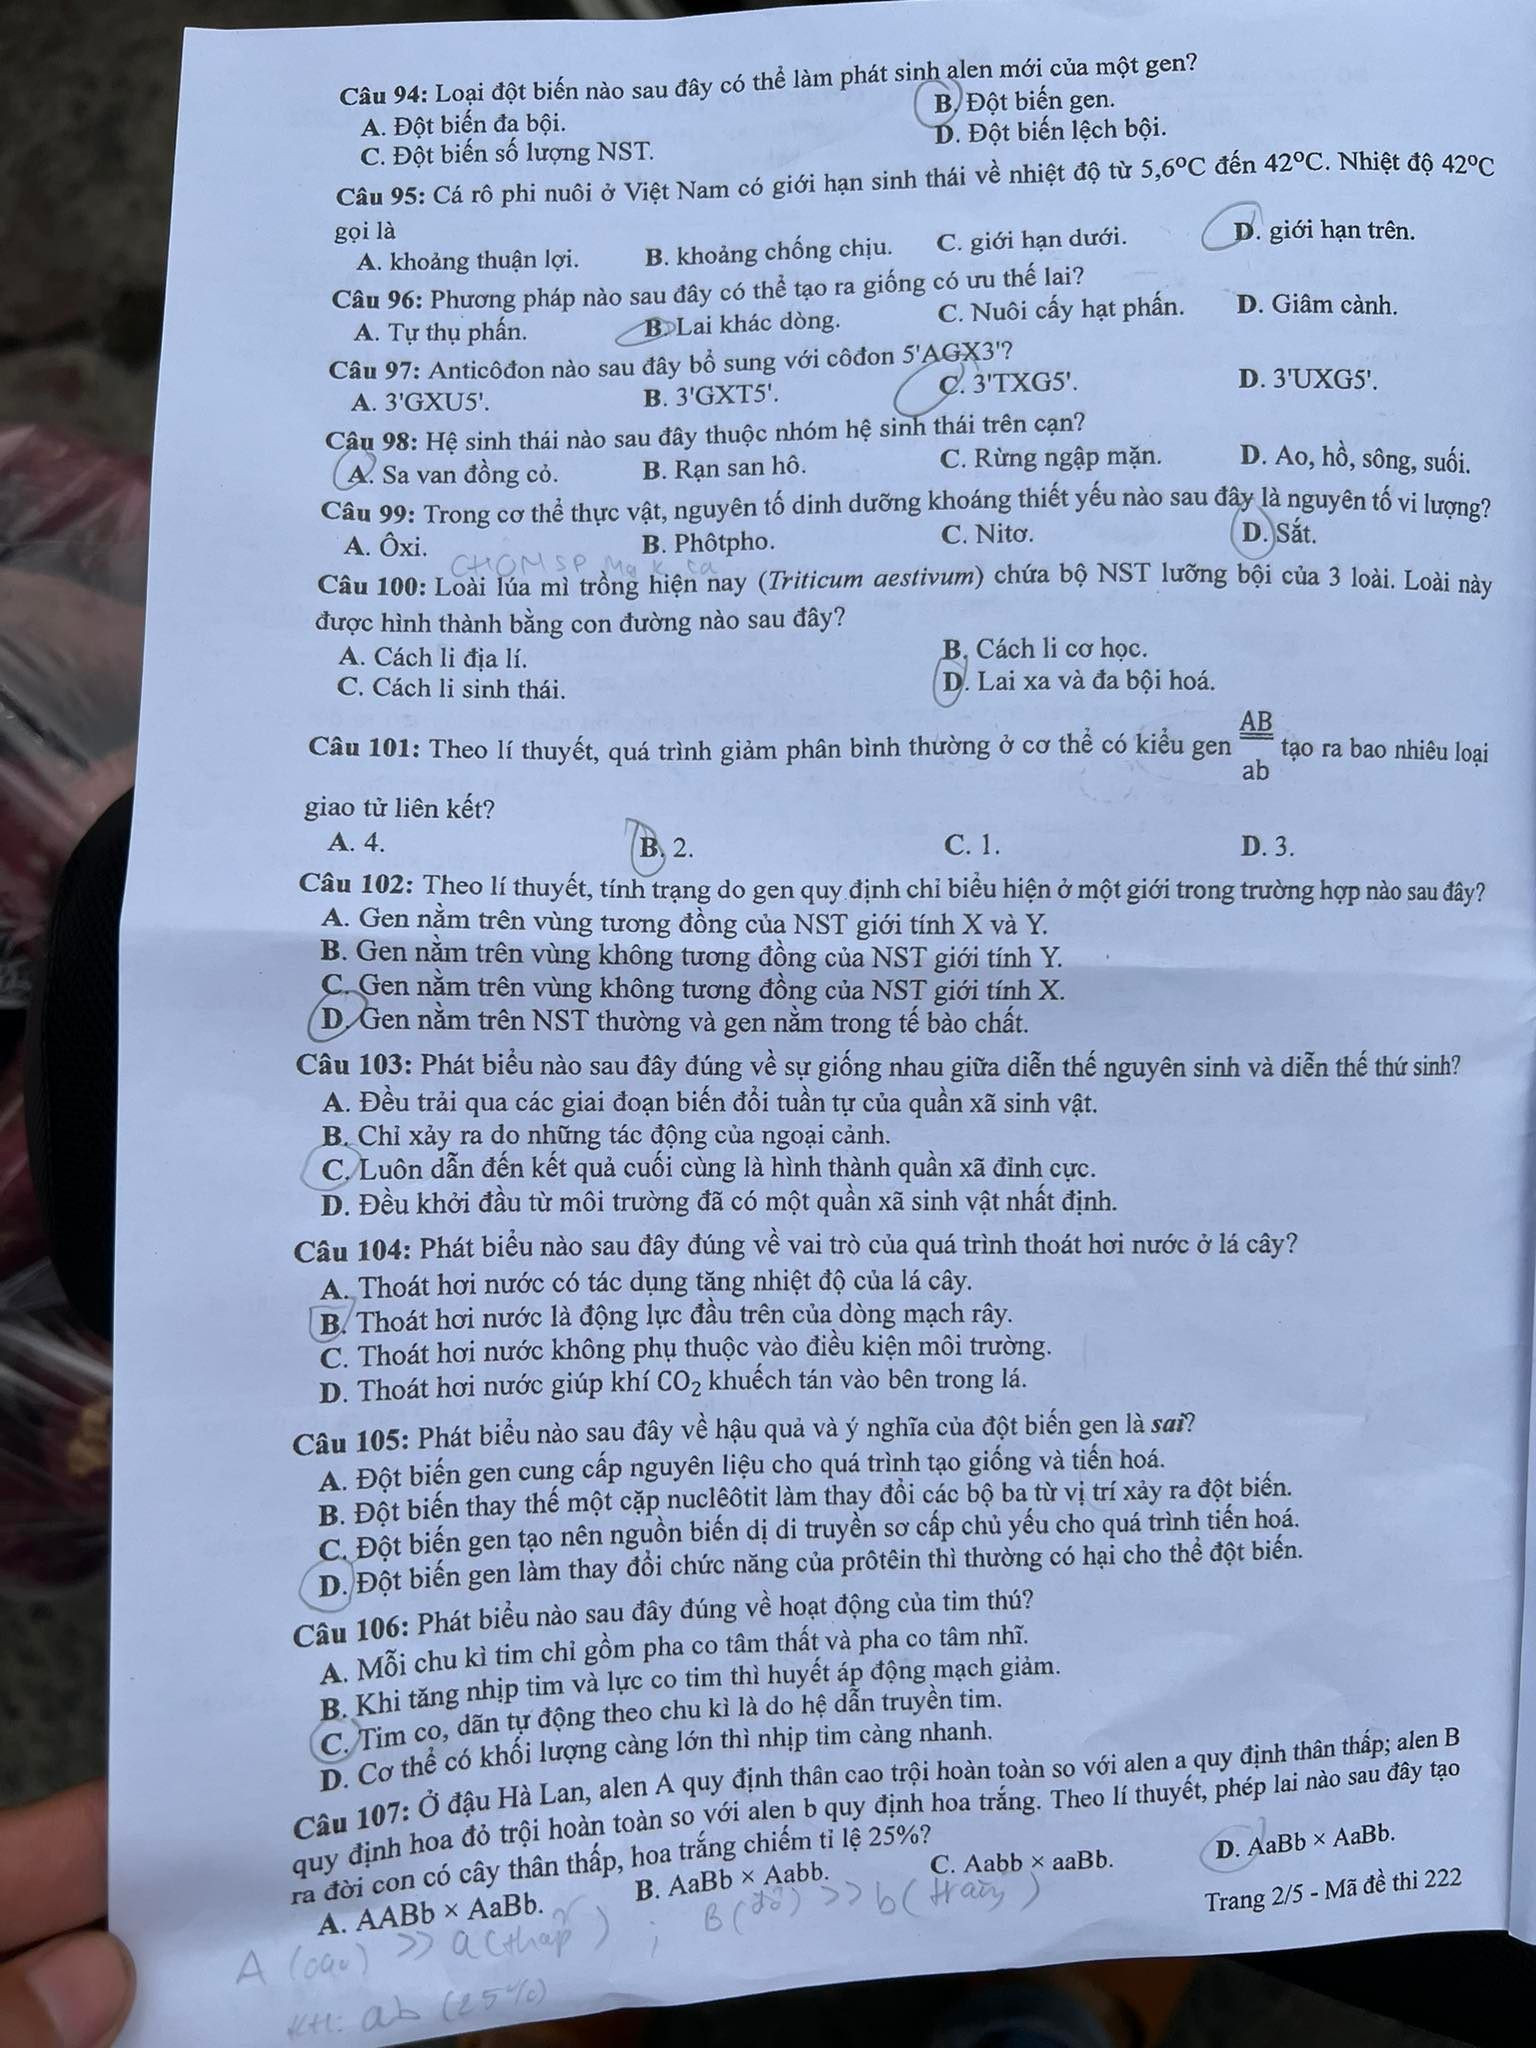 Câu 94: Loại đột biến nào sau đây có thể làm phát sinh alen mới của một gen?
A. Đột biến đa bội. B. Đột biến gen.
C. Đột biến số lượng NST. D. Đột biến lệch bội.
Câu 95: Cá rô phi nuôi ở Việt Nam có giới hạn sinh thái về nhiệt độ từ 5,6°C đến 42°C. Nhiệt độ 42°C
gọi là
A. khoảng thuận lợi. B. khoảng chống chịu. C. giới hạn dưới. D. giới hạn trên.
Câu 96: Phương pháp nào sau đây có thể tạo ra giống có ưu thế lai?
A. Tự thụ phấn. B. Lai khác dòng. C. Nuôi cấy hạt phấn. D. Giâm cành.
Câu 97: Anticôđon nào sau đây bổ sung với côđon 5'AGX3'?
A. 3'GXU5'. B. 3'GXT5'. C. 3'TXG5'. D. 3'UXG5'.
Câu 98: Hệ sinh thái nào sau đây thuộc nhóm hệ sinh thái trên cạn?
A. Sa van đồng cỏ. B. Rạn san hô. C. Rừng ngập mặn. D. Ao, hồ, sông, suối.
Câu 99: Trong cơ thể thực vật, nguyên tố dinh dưỡng khoáng thiết yếu nào sau đây là nguyên tố vi lượng?
A. Ôxi. B. Phôtpho. C. Nitơ. D. Sắt.
Câu 100: Loài lúa mì trồng hiện nay (Triticum aestivum) chứa bộ NST lưỡng bội của 3 loài. Loài này
được hình thành bằng con đường nào sau đây?
A. Cách li địa lí. B. Cách li cơ học.
C. Cách li sinh thái. D. Lai xa và đa bội hoá.
Câu 101: Theo lí thuyết, quá trình giảm phân bình thường ở cơ thể có kiểu gen AB/ab tạo ra bao nhiêu loại
giao tử liên kết?
A. 4. B. 2. C. 1. D. 3.
Câu 102: Theo lí thuyết, tính trạng do gen quy định chỉ biểu hiện ở một giới trong trường hợp nào sau đây?
A. Gen nằm trên vùng tương đồng của NST giới tính X và Y.
B. Gen nằm trên vùng không tương đồng của NST giới tính Y.
C. Gen nằm trên vùng không tương đồng của NST giới tính X.
D. Gen nằm trên NST thường và gen nằm trong tế bào chất.
Câu 103: Phát biểu nào sau đây đúng về sự giống nhau giữa diễn thế nguyên sinh và diễn thế thứ sinh?
A. Đều trải qua các giai đoạn biến đổi tuần tự của quần xã sinh vật.
B. Chỉ xảy ra do những tác động của ngoại cảnh.
C. Luôn dẫn đến kết quả cuối cùng là hình thành quần xã đỉnh cực.
D. Đều khởi đầu từ môi trường đã có một quần xã sinh vật nhất định.
Câu 104: Phát biểu nào sau đây đúng về vai trò của quá trình thoát hơi nước ở lá cây?
A. Thoát hơi nước có tác dụng tăng nhiệt độ của lá cây.
B. Thoát hơi nước là động lực đầu trên của dòng mạch rây.
C. Thoát hơi nước không phụ thuộc vào điều kiện môi trường.
D. Thoát hơi nước giúp khí CO₂ khuếch tán vào bên trong lá.
Câu 105: Phát biểu nào sau đây về hậu quả và ý nghĩa của đột biến gen là sai?
A. Đột biến gen cung cấp nguyên liệu cho quá trình tạo giống và tiến hoá.
B. Đột biến thay thế một cặp nuclêôtit làm thay đổi các bộ ba từ vị trí xảy ra đột biến.
C. Đột biến gen tạo nên nguồn biến dị di truyền sơ cấp chủ yếu cho quá trình tiến hoá.
D. Đột biến gen làm thay đổi chức năng của prôtêin thì thường có hại cho thể đột biến.
Câu 106: Phát biểu nào sau đây đúng về hoạt động của tim thú?
A. Mỗi chu kì tim chỉ gồm pha co tâm thất và pha co tâm nhĩ.
B. Khi tăng nhịp tim và lực co tim thì huyết áp động mạch giảm.
C. Tim co, dãn tự động theo chu kì là do hệ dẫn truyền tim.
D. Cơ thể có khối lượng càng lớn thì nhịp tim càng nhanh.
Câu 107: Ở đậu Hà Lan, alen A quy định thân cao trội hoàn toàn so với alen a quy định thân thấp; alen B
quy định hoa đỏ trội hoàn toàn so với alen b quy định hoa trắng. Theo lí thuyết, phép lai nào sau đây tạo
ra đời con có cây thân thấp, hoa trắng chiếm tỉ lệ 25%?
A. AABb × AaBb. B. AaBb × Aabb. C. Aabb × aaBb. D. AaBb × AaBb.
Trang 2/5 - Mã đề thi 222
A (cao) >> a (thấp) ; B (đỏ) >> b (trắng)
KH: ab (25%)